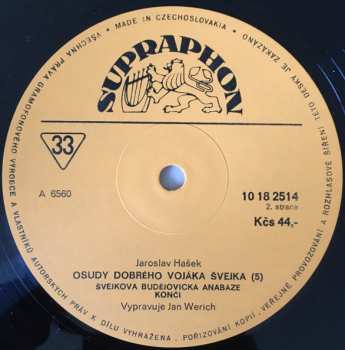 • MADE IN CZECHOSLOVAKIA •
VŠECHNA PRÁVA GRAMOFONOVÉHO VÝROBCE A VLASTNÍKŮ AUTORSKÝCH PRÁV K DÍLU VYHRAŽENA. POŘIZOVÁNÍ KOPIÍ, VEŘEJNÉ PROVOZOVÁNÍ A ROZHLASOVÉ ŠÍŘENÍ TÉTO DESKY JE ZAKÁZÁNO
SUPRAPHON
33
A 6560
10 18 2514
2. strana
Kčs 44,-
Jaroslav Hašek
OSUDY DOBRÉHO VOJÁKA ŠVEJKA (5)
ŠVEJKOVA BUDĚJOVICKÁ ANABAZE
KONČÍ
Vypravuje Jan Werich